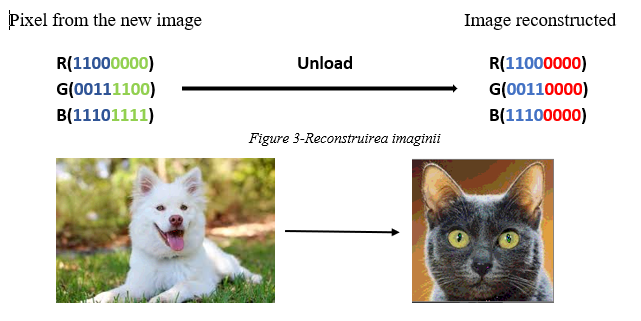 Pixel from the new image
Image reconstructed
R(11000000)
Unload
R(11000000)
G(00111100)
G(00110000)
B(11101111)
B(11100000)
Figure 3-Reconstruirea imaginii